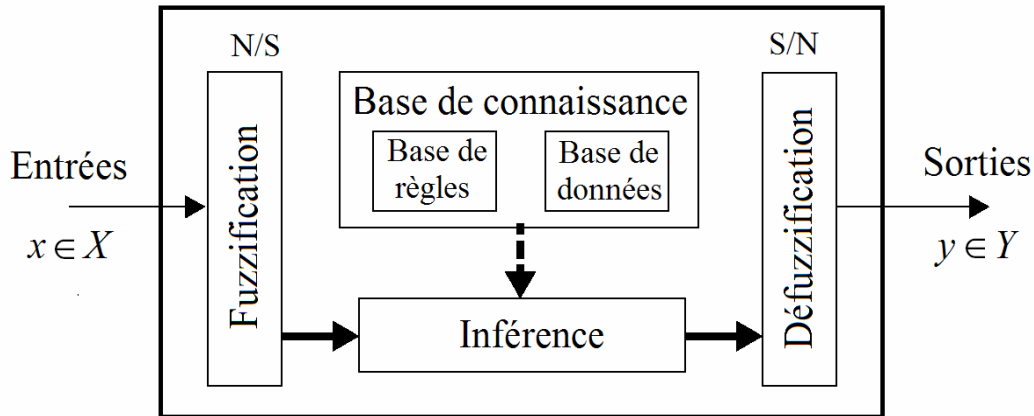 N/S
S/N
Entrées
x ∈ X
Fuzzification
Base de connaissance
Base de
règles
Base de
données
Inférence
Défuzzification
Sorties
y ∈ Y